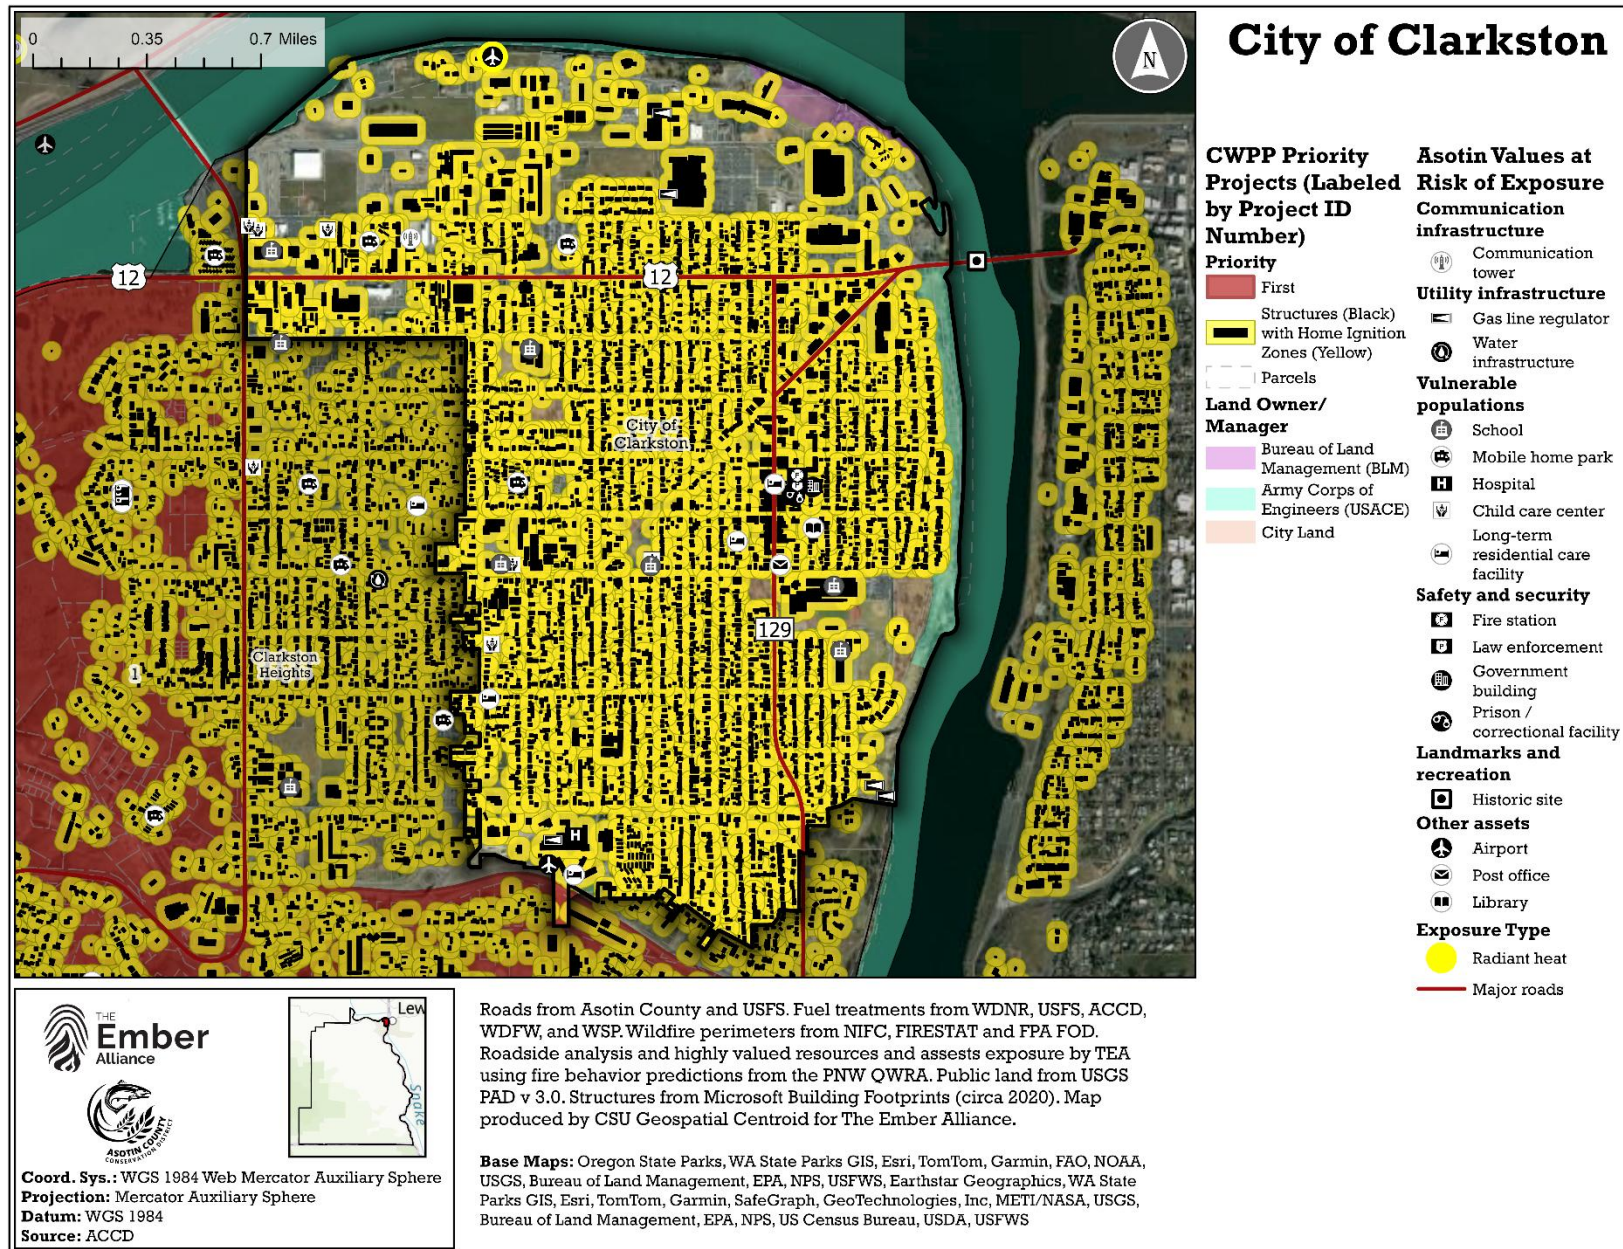 0 0.35 0.7 Miles
N
City of Clarkston
12
12
City of
Clarkston
129
Clarkston
Heights
1
CWPP Priority
Projects (Labeled
by Project ID
Number)
Priority
First
Structures (Black)
with Home Ignition
Zones (Yellow)
Parcels
Land Owner/
Manager
Bureau of Land
Management (BLM)
Army Corps of
Engineers (USACE)
City Land
Asotin Values at
Risk of Exposure
Communication
infrastructure
Communication
tower
Utility infrastructure
Gas line regulator
Water
infrastructure
Vulnerable
populations
School
Mobile home park
H
Hospital
Child care center
Long-term
residential care
facility
Safety and security
Fire station
Law enforcement
Government
building
Prison /
correctional facility
Landmarks and
recreation
Historic site
Other assets
Airport
Post office
Library
Exposure Type
Radiant heat
Major roads
H
THE
Ember
Alliance
ASOTIN COUNTY
CONSERVATION DISTRICT
Lew
Snake
Coord. Sys.: WGS 1984 Web Mercator Auxiliary Sphere
Projection: Mercator Auxiliary Sphere
Datum: WGS 1984
Source: ACCD
Roads from Asotin County and USFS. Fuel treatments from WDNR, USFS, ACCD,
WDFW, and WSP. Wildfire perimeters from NIFC, FIRESTAT and FPA FOD.
Roadside analysis and highly valued resources and assests exposure by TEA
using fire behavior predictions from the PNW QWRA. Public land from USGS
PAD v 3.0. Structures from Microsoft Building Footprints (circa 2020). Map
produced by CSU Geospatial Centroid for The Ember Alliance.
Base Maps: Oregon State Parks, WA State Parks GIS, Esri, TomTom, Garmin, FAO, NOAA,
USGS, Bureau of Land Management, EPA, NPS, USFWS, Earthstar Geographics, WA State
Parks GIS, Esri, TomTom, Garmin, SafeGraph, GeoTechnologies, Inc, METI/NASA, USGS,
Bureau of Land Management, EPA, NPS, US Census Bureau, USDA, USFWS